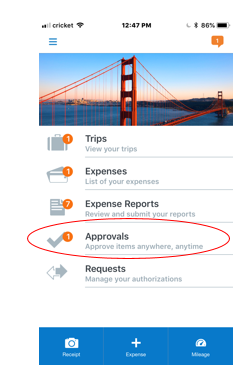 cricket 12:47 PM 86%
1
1
Trips
View your trips
1
Expenses
List of your expenses
7
Expense Reports
Review and submit your reports
1
Approvals
Approve items anywhere, anytime
Requests
Manage your authorizations
Receipt Expense Mileage